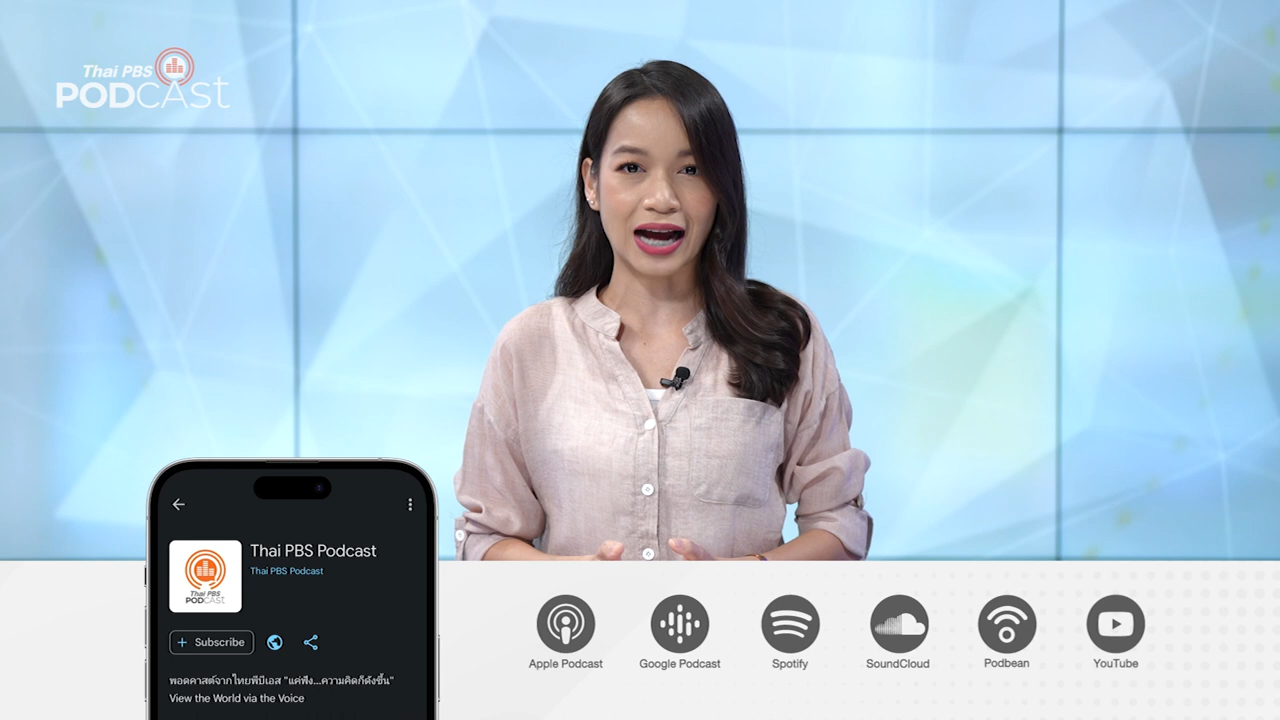 Thai PBS
PODCAST
Thai PBS Podcast
Thai PBS Podcast
Thai PBS
PODCAST
+ Subscribe
พอดคาสต์จากไทยพีบีเอส "แค่ฟัง...ความคิดก็ดังขึ้น"
View the World via the Voice
Apple Podcast
Google Podcast
Spotify
SoundCloud
Podbean
YouTube